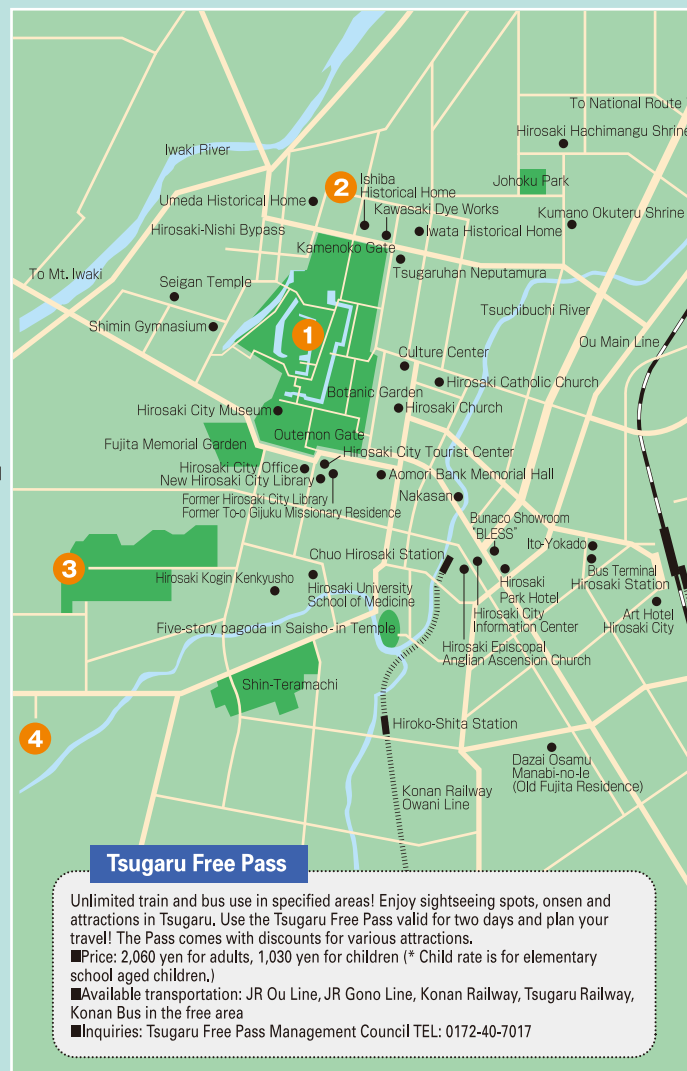 To National Route
Hirosaki Hachimangu Shrine
Iwaki River
2
Ishiba
Historical Home
Johoku Park
Umeda Historical Home
Kawasaki Dye Works
Kumano Okuteru Shrine
Hirosaki-Nishi Bypass
Iwata Historical Home
Kamenoko Gate
To Mt. Iwaki
Tsugaruhan Neputamura
Seigan Temple
Tsuchibuchi River
Shimin Gymnasium
1
Ou Main Line
Culture Center
Hirosaki Catholic Church
Botanic Garden
Hirosaki City Museum
Hirosaki Church
Outemon Gate
Fujita Memorial Garden
Hirosaki City Tourist Center
Hirosaki City Office
Aomori Bank Memorial Hall
New Hirosaki City Library
Former Hirosaki City Library
Former To-o Gijuku Missionary Residence
Nakasan
Bunaco Showroom
"BLESS"
Ito-Yokado
Chuo Hirosaki Station
3
Bus Terminal
Hirosaki Station
Hirosaki Kogin Kenkyusho
Hirosaki University
School of Medicine
Hirosaki
Park Hotel
Hirosaki City
Information Center
Art Hotel
Hirosaki City
Five-story pagoda in Saisho-in Temple
Hirosaki Episcopal
Anglian Ascension Church
Shin-Teramachi
Hiroko-Shita Station
4
Dazai Osamu
Manabi-no-Ie
(Old Fujita Residence)
Konan Railway
Owani Line
Tsugaru Free Pass
Unlimited train and bus use in specified areas! Enjoy sightseeing spots, onsen and
attractions in Tsugaru. Use the Tsugaru Free Pass valid for two days and plan your
travel! The Pass comes with discounts for various attractions.
■Price: 2,060 yen for adults, 1,030 yen for children (* Child rate is for elementary
school aged children.)
■Available transportation: JR Ou Line, JR Gono Line, Konan Railway, Tsugaru Railway,
Konan Bus in the free area
■Inquiries: Tsugaru Free Pass Management Council TEL: 0172-40-7017